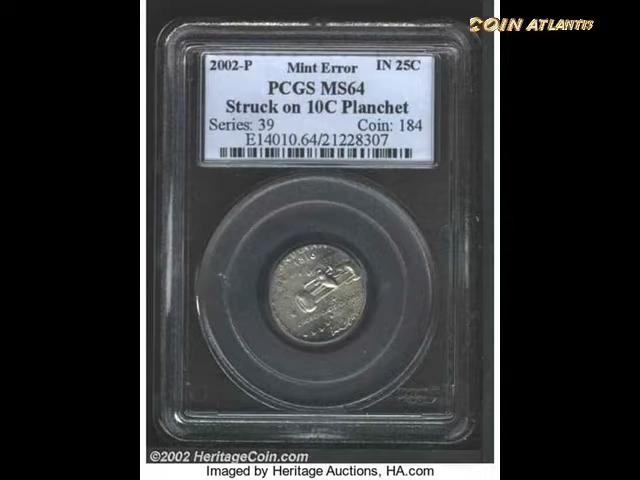 COIN ATLANTIS
2002-P Mint Error IN 25C
PCGS MS64
Struck on 10C Planchet
Series: 39 Coin: 184
E14010.64/21228307
1816
©2002 HeritageCoin.com
Imaged by Heritage Auctions, HA.com